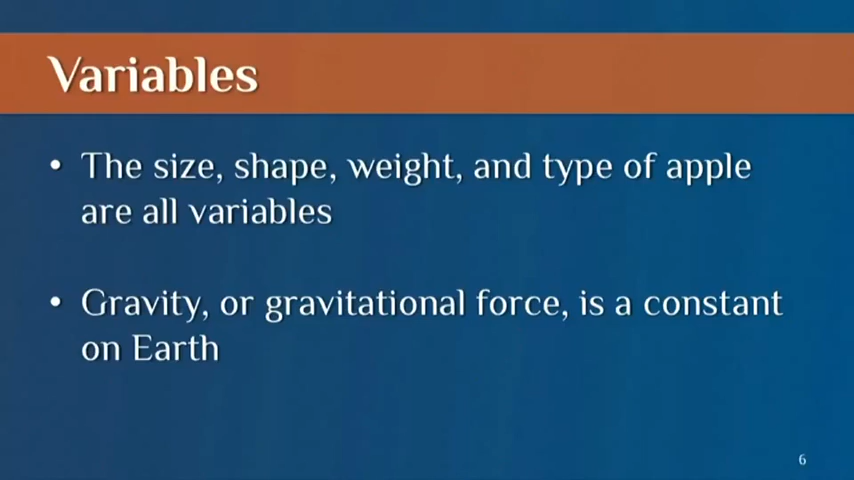 Variables
• The size, shape, weight, and type of apple
are all variables
• Gravity, or gravitational force, is a constant
on Earth
6